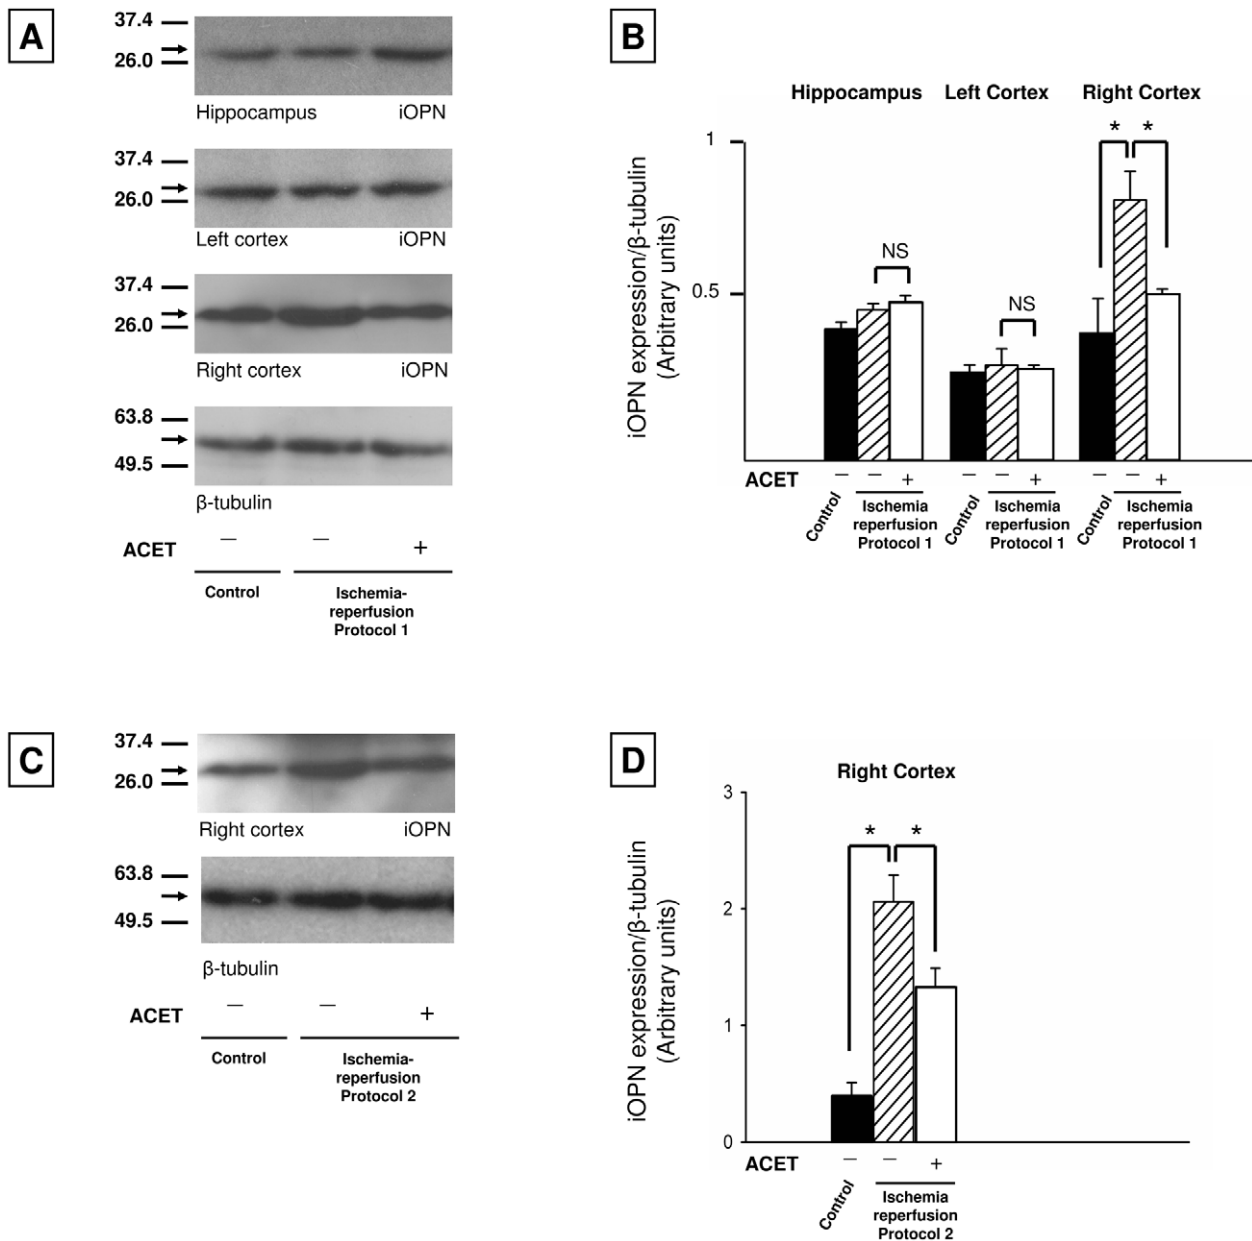 A
37.4
26.0
Hippocampus iOPN
37.4
26.0
Left cortex iOPN
37.4
26.0
Right cortex iOPN
63.8
49.5
β-tubulin
ACET − − +
Control
Ischemia-
reperfusion
Protocol 1
B
Hippocampus Left Cortex Right Cortex
iOPN expression/β-tubulin
(Arbitrary units)
1
0.5
NS
NS
* *
ACET − − + − − + − − +
Control
Ischemia
reperfusion
Protocol 1
Control
Ischemia
reperfusion
Protocol 1
Control
Ischemia
reperfusion
Protocol 1
C
37.4
26.0
Right cortex iOPN
63.8
49.5
β-tubulin
ACET − − +
Control
Ischemia-
reperfusion
Protocol 2
D
Right Cortex
iOPN expression/β-tubulin
(Arbitrary units)
3
2
1
0
* *
ACET − − +
Control
Ischemia
reperfusion
Protocol 2